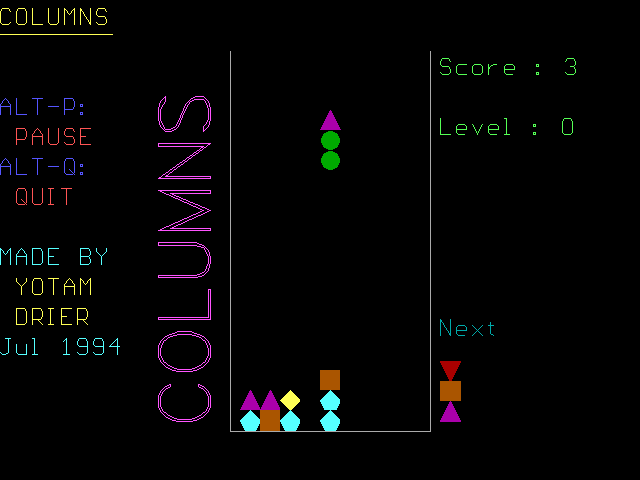 COLUMNS
ALT-P:
PAUSE
ALT-Q:
QUIT
MADE BY
YOTAM
DRIER
Jul 1994
COLUMNS
Score : 3
Level : 0
Next